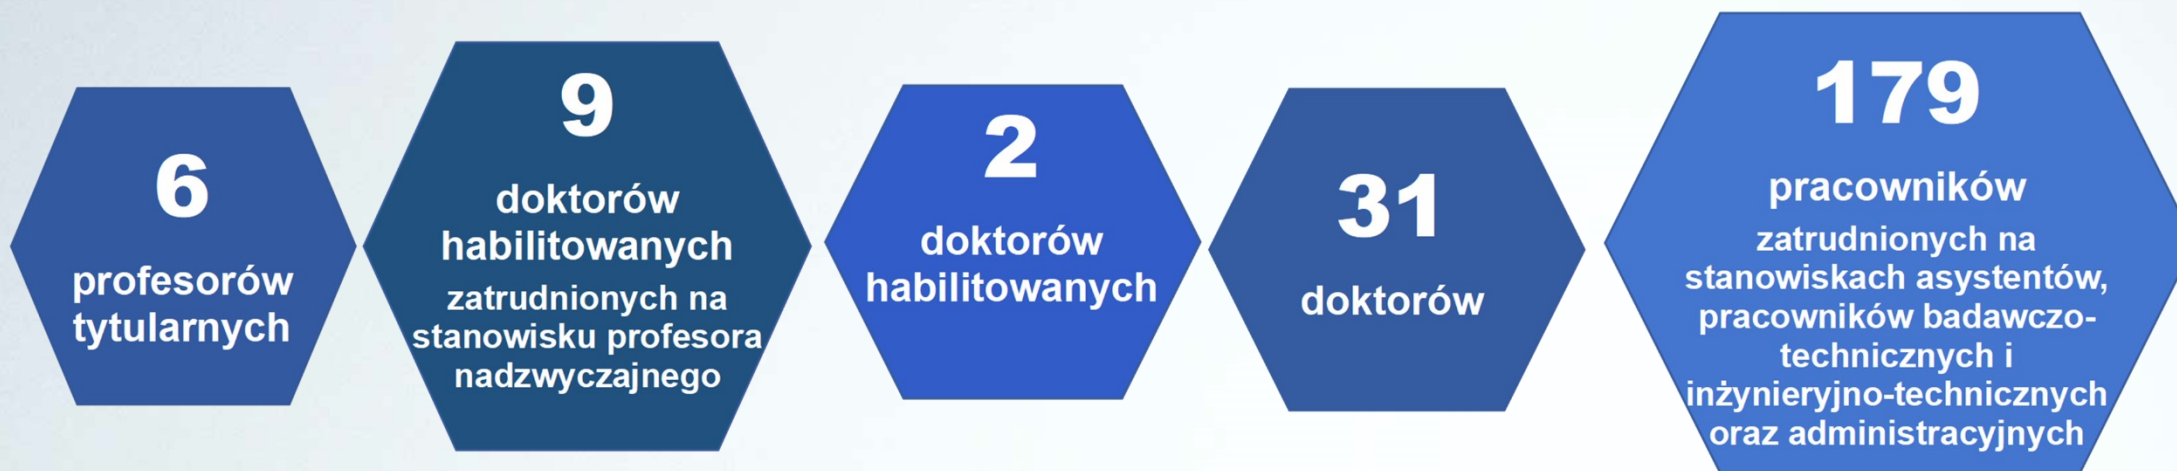 6
profesorów
tytularnych
9
doktorów
habilitowanych
zatrudnionych na
stanowisku profesora
nadzwyczajnego
2
doktorów
habilitowanych
31
doktorów
179
pracowników
zatrudnionych na
stanowiskach asystentów,
pracowników badawczo-
technicznych i
inżynieryjno-technicznych
oraz administracyjnych